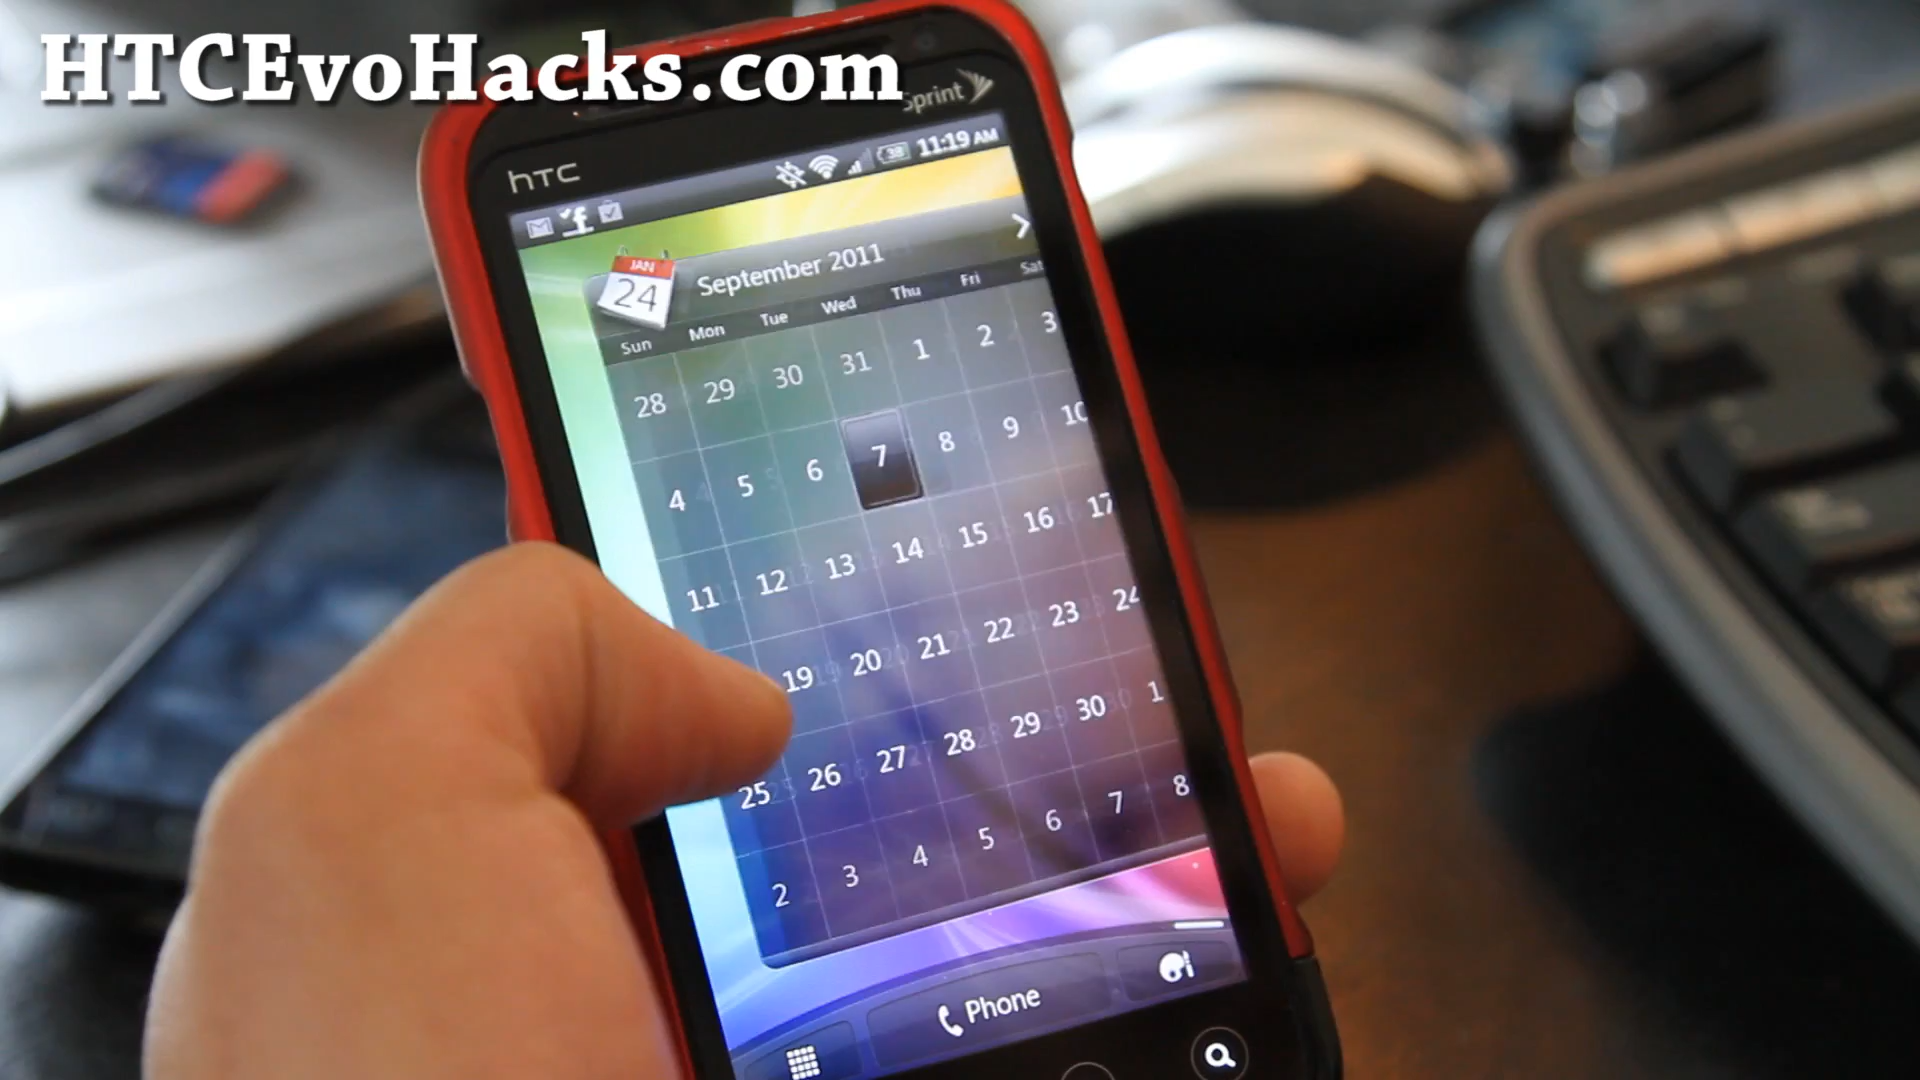 HTCEvoHacks.com
Sprint
hTC
38 11:19 AM
JAN
24
September 2011
Sun Mon Tue Wed Thu Fri Sat
28 29 30 31 1 2 3
4 5 6 7 8 9 10
11 12 13 14 15 16 17
19 20 21 22 23 24
25 26 27 28 29 30 1
2 3 4 5 6 7 8
Phone